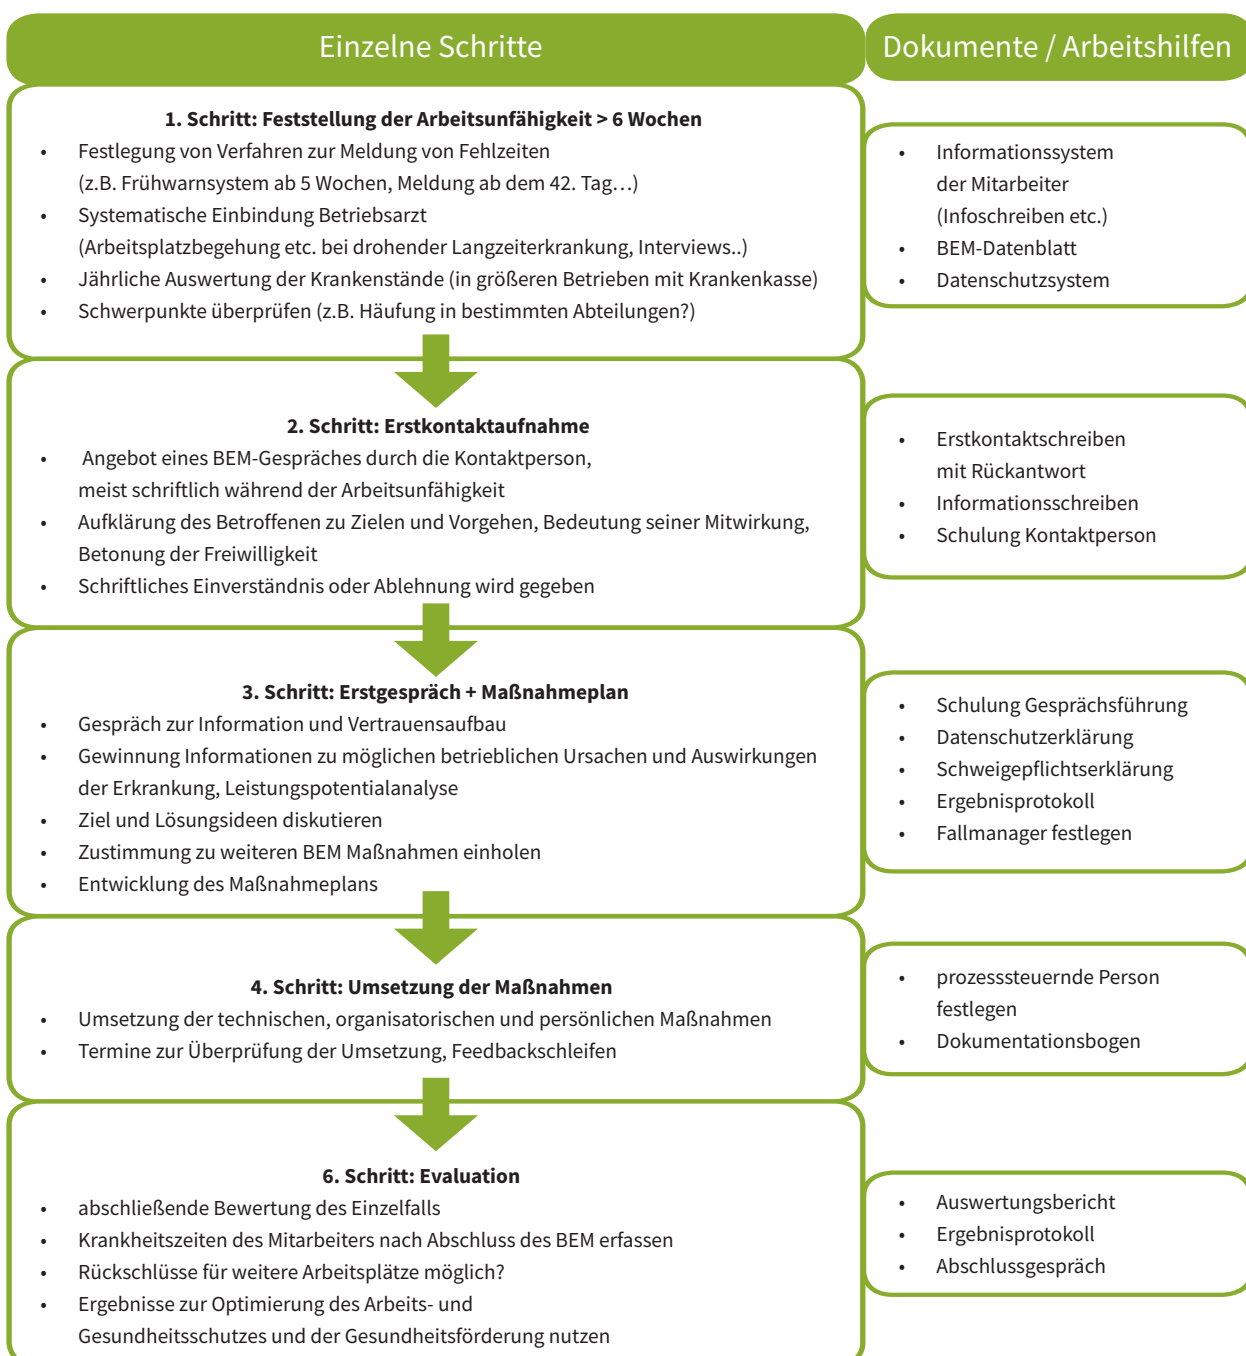 Einzelne Schritte
Dokumente / Arbeitshilfen
1. Schritt: Feststellung der Arbeitsunfähigkeit > 6 Wochen
• Festlegung von Verfahren zur Meldung von Fehlzeiten
(z.B. Frühwarnsystem ab 5 Wochen, Meldung ab dem 42. Tag…)
• Systematische Einbindung Betriebsarzt
(Arbeitsplatzbegehung etc. bei drohender Langzeiterkrankung, Interviews..)
• Jährliche Auswertung der Krankenstände (in größeren Betrieben mit Krankenkasse)
• Schwerpunkte überprüfen (z.B. Häufung in bestimmten Abteilungen?)
• Informationssystem
der Mitarbeiter
(Infoschreiben etc.)
• BEM-Datenblatt
• Datenschutzsystem
2. Schritt: Erstkontaktaufnahme
• Angebot eines BEM-Gespräches durch die Kontaktperson,
meist schriftlich während der Arbeitsunfähigkeit
• Aufklärung des Betroffenen zu Zielen und Vorgehen, Bedeutung seiner Mitwirkung,
Betonung der Freiwilligkeit
• Schriftliches Einverständnis oder Ablehnung wird gegeben
• Erstkontaktschreiben
mit Rückantwort
• Informationsschreiben
• Schulung Kontaktperson
3. Schritt: Erstgespräch + Maßnahmeplan
• Gespräch zur Information und Vertrauensaufbau
• Gewinnung Informationen zu möglichen betrieblichen Ursachen und Auswirkungen
der Erkrankung, Leistungspotentialanalyse
• Ziel und Lösungsideen diskutieren
• Zustimmung zu weiteren BEM Maßnahmen einholen
• Entwicklung des Maßnahmeplans
• Schulung Gesprächsführung
• Datenschutzerklärung
• Schweigepflichtserklärung
• Ergebnisprotokoll
• Fallmanager festlegen
4. Schritt: Umsetzung der Maßnahmen
• Umsetzung der technischen, organisatorischen und persönlichen Maßnahmen
• Termine zur Überprüfung der Umsetzung, Feedbackschleifen
• prozesssteuernde Person
festlegen
• Dokumentationsbogen
6. Schritt: Evaluation
• abschließende Bewertung des Einzelfalls
• Krankheitszeiten des Mitarbeiters nach Abschluss des BEM erfassen
• Rückschlüsse für weitere Arbeitsplätze möglich?
• Ergebnisse zur Optimierung des Arbeits- und
Gesundheitsschutzes und der Gesundheitsförderung nutzen
• Auswertungsbericht
• Ergebnisprotokoll
• Abschlussgespräch